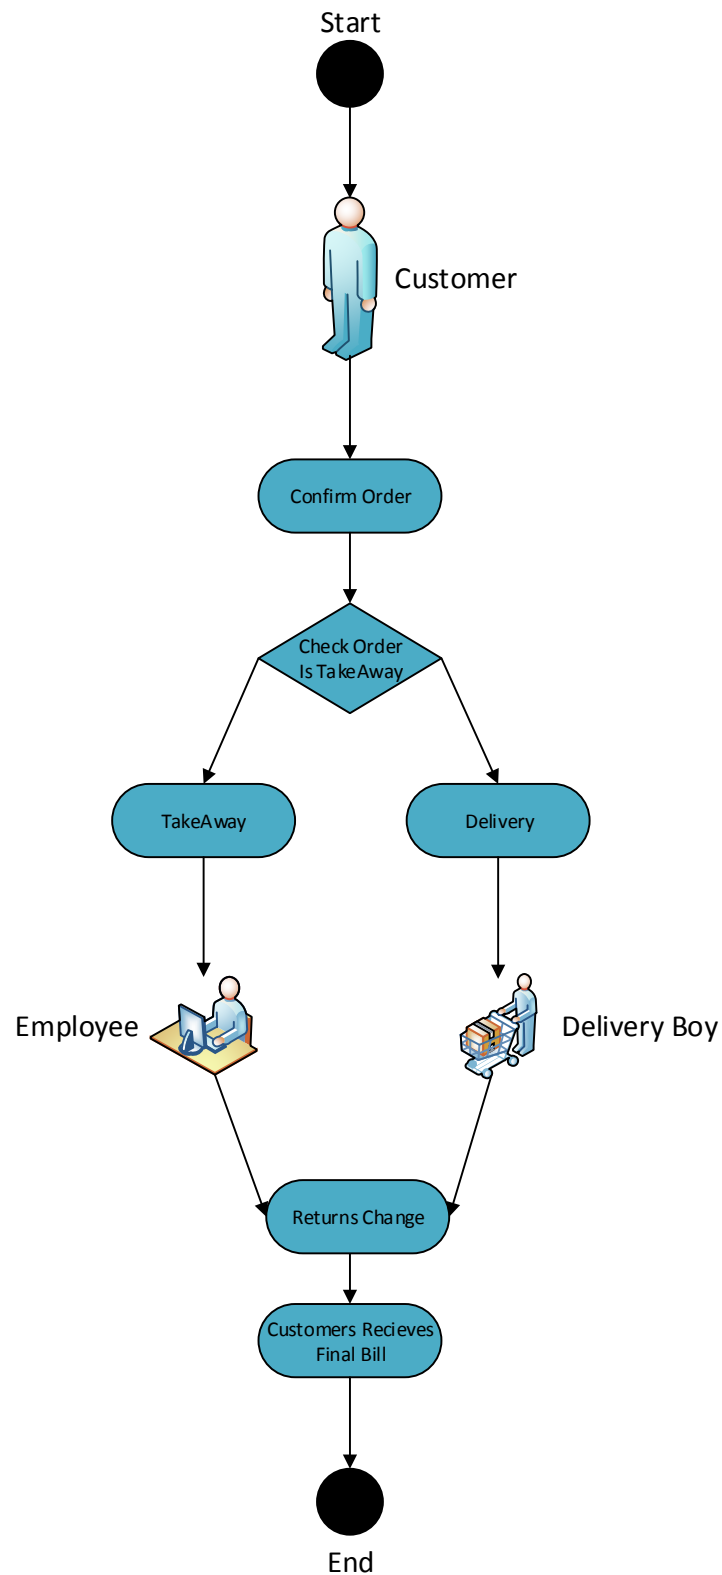 Start
Customer
Confirm Order
Check Order
Is TakeAway
TakeAway
Delivery
Employee
Delivery Boy
Returns Change
Customers Recieves
Final Bill
End